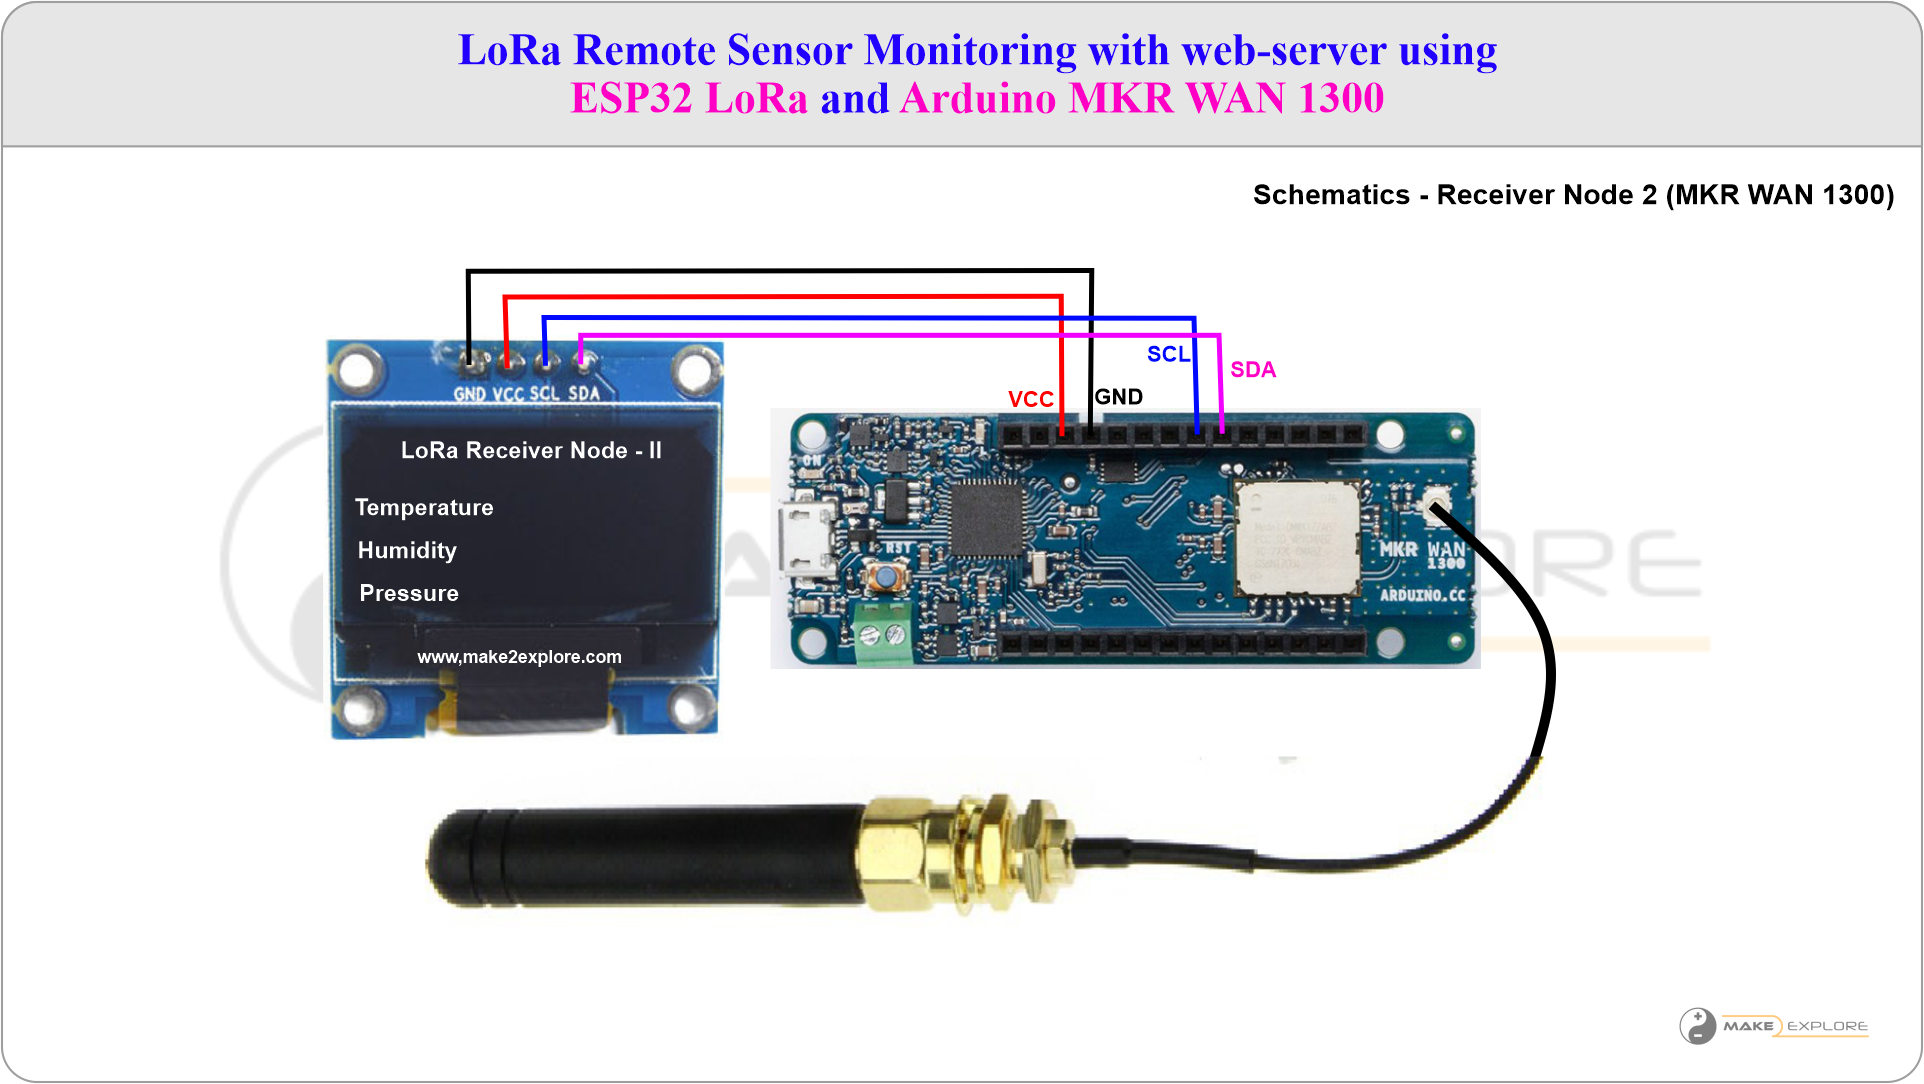 LoRa Remote Sensor Monitoring with web-server using
ESP32 LoRa and Arduino MKR WAN 1300
Schematics - Receiver Node 2 (MKR WAN 1300)
SCL
SDA
VCC
GND
GND VCC SCL SDA
LoRa Receiver Node - II
Temperature
Humidity
Pressure
www,make2explore.com
ON
RST
MKR WAN
1300
ARDUINO.CC
MAKE EXPLORE